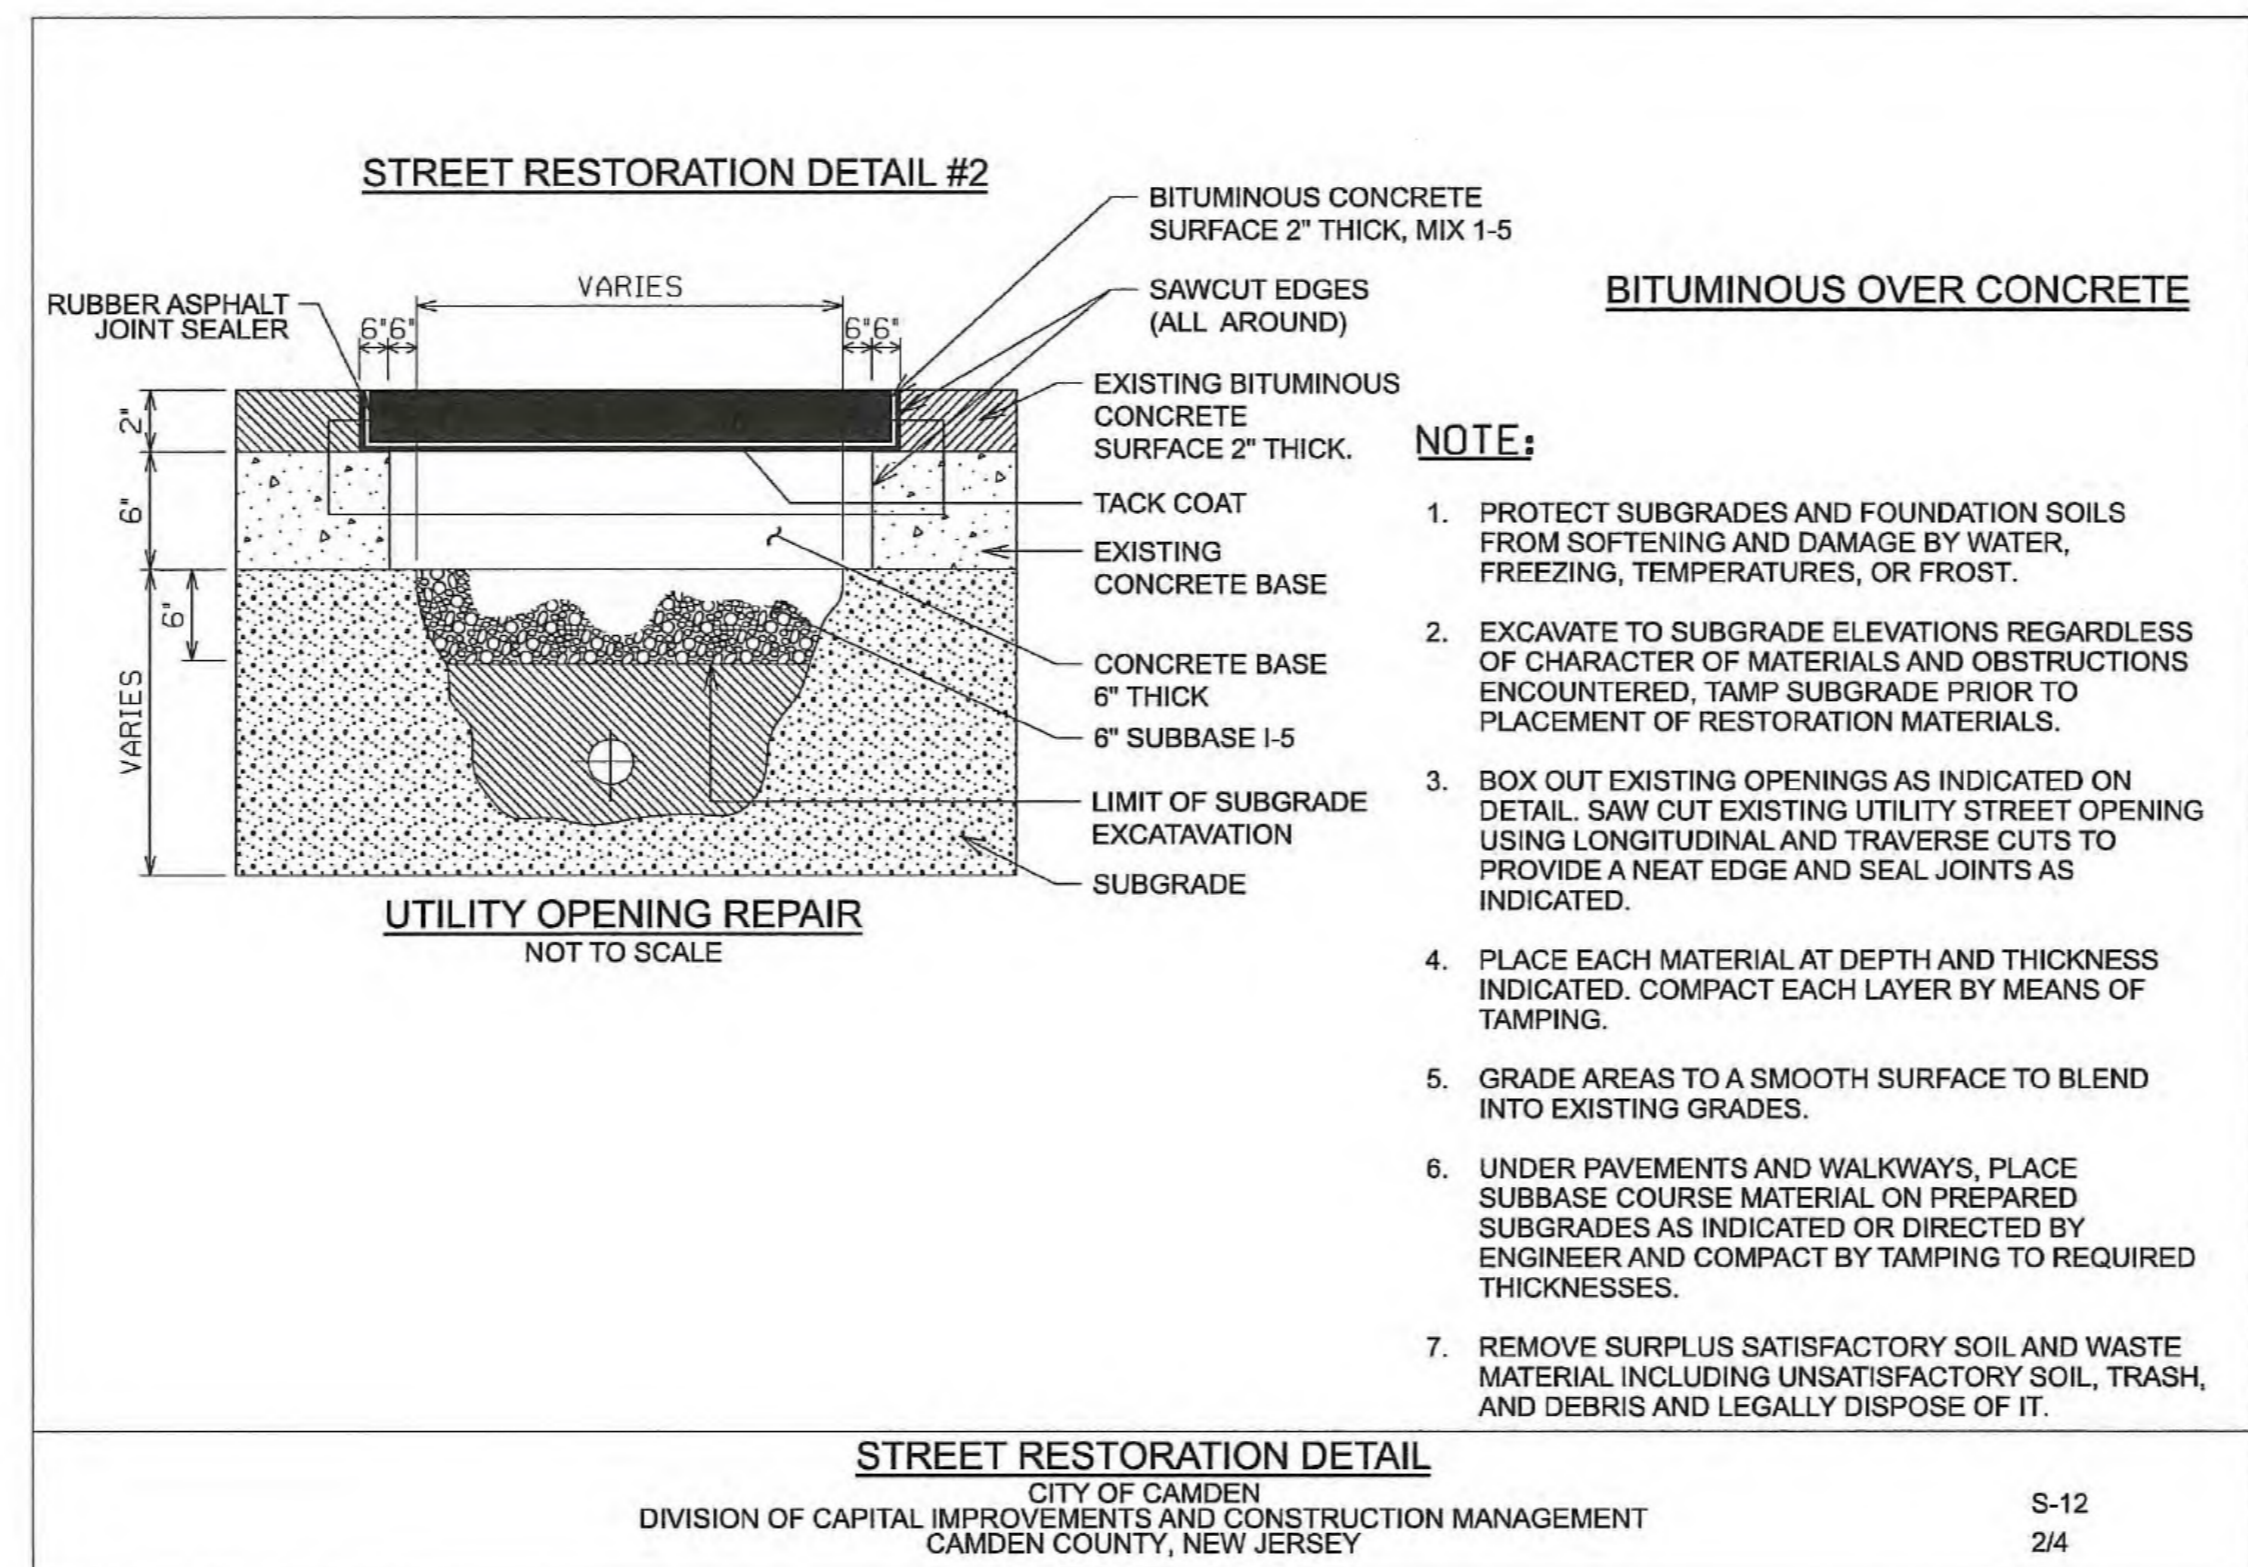 STREET RESTORATION DETAIL #2
BITUMINOUS CONCRETE
SURFACE 2" THICK, MIX 1-5
SAWCUT EDGES
(ALL AROUND)
EXISTING BITUMINOUS
CONCRETE
SURFACE 2" THICK.
TACK COAT
EXISTING
CONCRETE BASE
CONCRETE BASE
6" THICK
6" SUBBASE I-5
LIMIT OF SUBGRADE
EXCATAVATION
SUBGRADE
RUBBER ASPHALT
JOINT SEALER
VARIES
6" 6"
6" 6"
2"
6"
6"
VARIES
UTILITY OPENING REPAIR
NOT TO SCALE
BITUMINOUS OVER CONCRETE
NOTE:
1. PROTECT SUBGRADES AND FOUNDATION SOILS
FROM SOFTENING AND DAMAGE BY WATER,
FREEZING, TEMPERATURES, OR FROST.
2. EXCAVATE TO SUBGRADE ELEVATIONS REGARDLESS
OF CHARACTER OF MATERIALS AND OBSTRUCTIONS
ENCOUNTERED, TAMP SUBGRADE PRIOR TO
PLACEMENT OF RESTORATION MATERIALS.
3. BOX OUT EXISTING OPENINGS AS INDICATED ON
DETAIL. SAW CUT EXISTING UTILITY STREET OPENING
USING LONGITUDINAL AND TRAVERSE CUTS TO
PROVIDE A NEAT EDGE AND SEAL JOINTS AS
INDICATED.
4. PLACE EACH MATERIAL AT DEPTH AND THICKNESS
INDICATED. COMPACT EACH LAYER BY MEANS OF
TAMPING.
5. GRADE AREAS TO A SMOOTH SURFACE TO BLEND
INTO EXISTING GRADES.
6. UNDER PAVEMENTS AND WALKWAYS, PLACE
SUBBASE COURSE MATERIAL ON PREPARED
SUBGRADES AS INDICATED OR DIRECTED BY
ENGINEER AND COMPACT BY TAMPING TO REQUIRED
THICKNESSES.
7. REMOVE SURPLUS SATISFACTORY SOIL AND WASTE
MATERIAL INCLUDING UNSATISFACTORY SOIL, TRASH,
AND DEBRIS AND LEGALLY DISPOSE OF IT.
STREET RESTORATION DETAIL
CITY OF CAMDEN
DIVISION OF CAPITAL IMPROVEMENTS AND CONSTRUCTION MANAGEMENT
CAMDEN COUNTY, NEW JERSEY
S-12
2/4